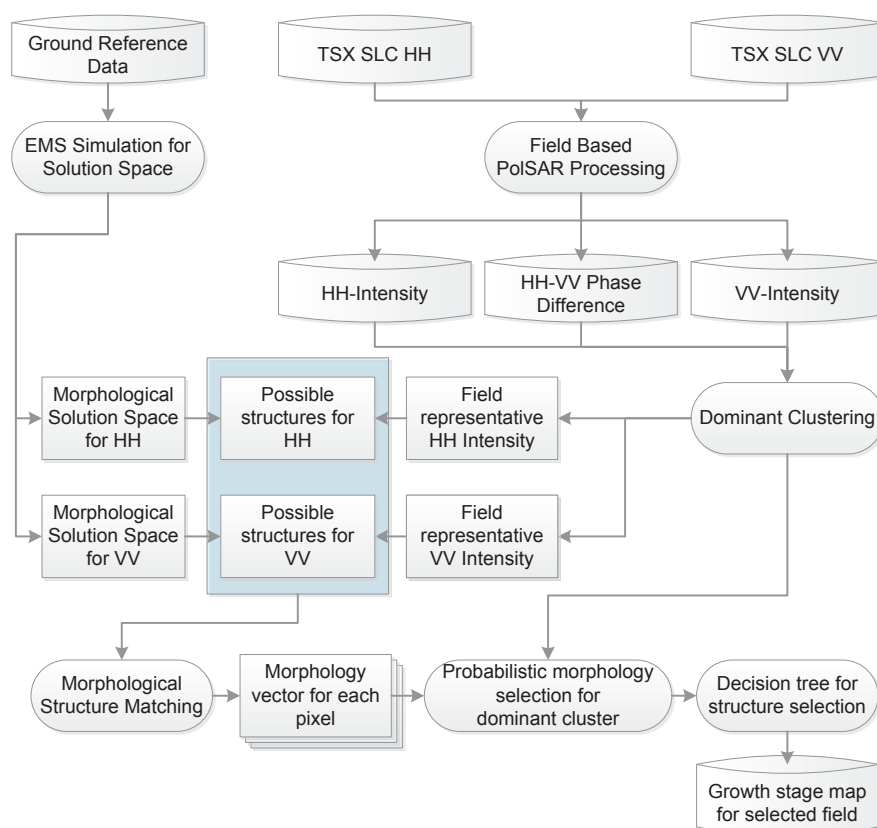 Ground Reference
Data
TSX SLC HH
TSX SLC VV
EMS Simulation for
Solution Space
Field Based
PolSAR Processing
HH-Intensity
HH-VV Phase
Difference
VV-Intensity
Morphological
Solution Space
for HH
Possible
structures for
HH
Field
representative
HH Intensity
Dominant Clustering
Morphological
Solution Space
for VV
Possible
structures for
VV
Field
representative
VV Intensity
Morphological
Structure Matching
Morphology
vector for each
pixel
Probabilistic morphology
selection for
dominant cluster
Decision tree for
structure selection
Growth stage map
for selected field